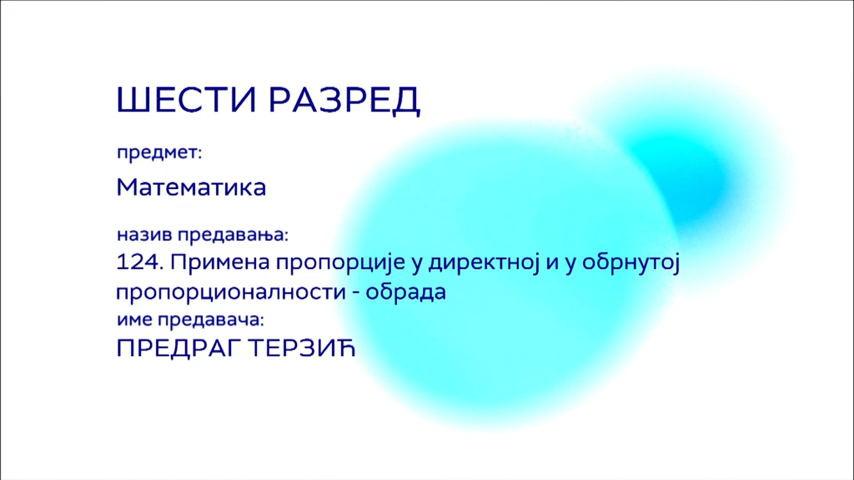 ШЕСТИ РАЗРЕД
предмет:
Математика
назив предавања:
124. Примена пропорције у директној и у обрнутој
пропорционалности - обрада
име предавача:
ПРЕДРАГ ТЕРЗИЋ